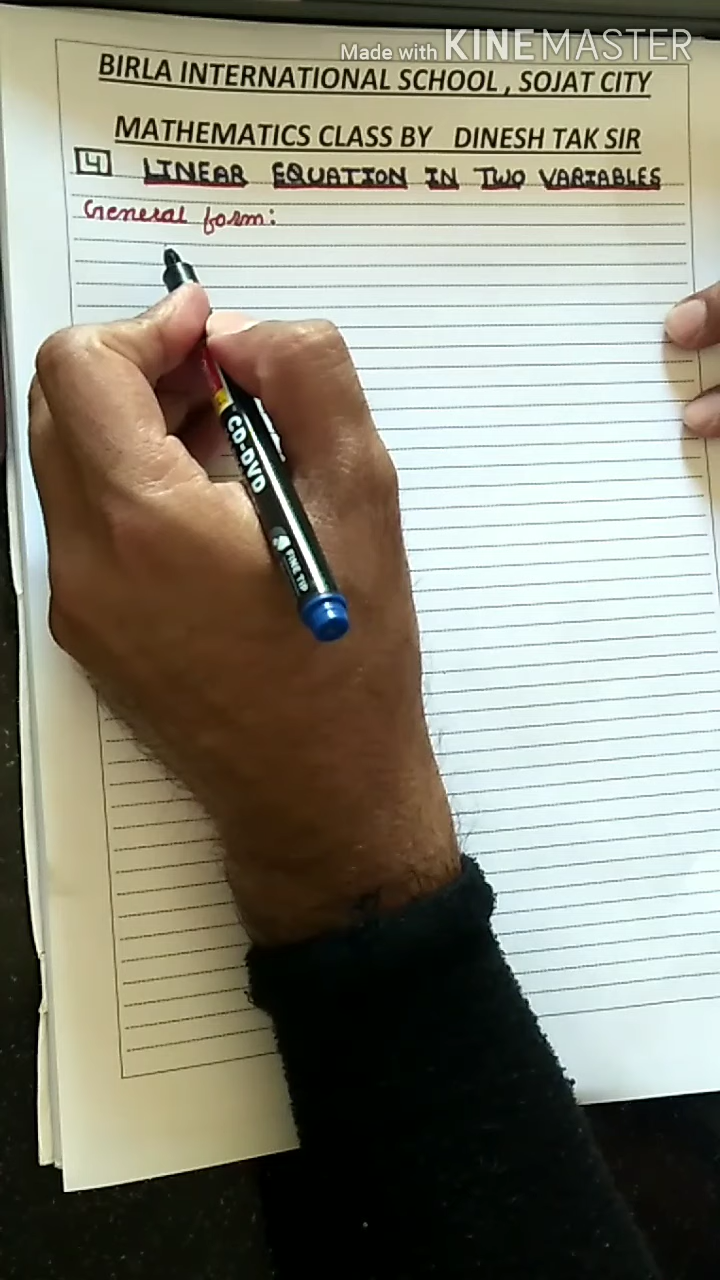 Made with KINEMASTER
BIRLA INTERNATIONAL SCHOOL , SOJAT CITY
MATHEMATICS CLASS BY DINESH TAK SIR
4 LINEAR EQUATION IN TWO VARIABLES
General form:
CD-DVD
FINE TIP